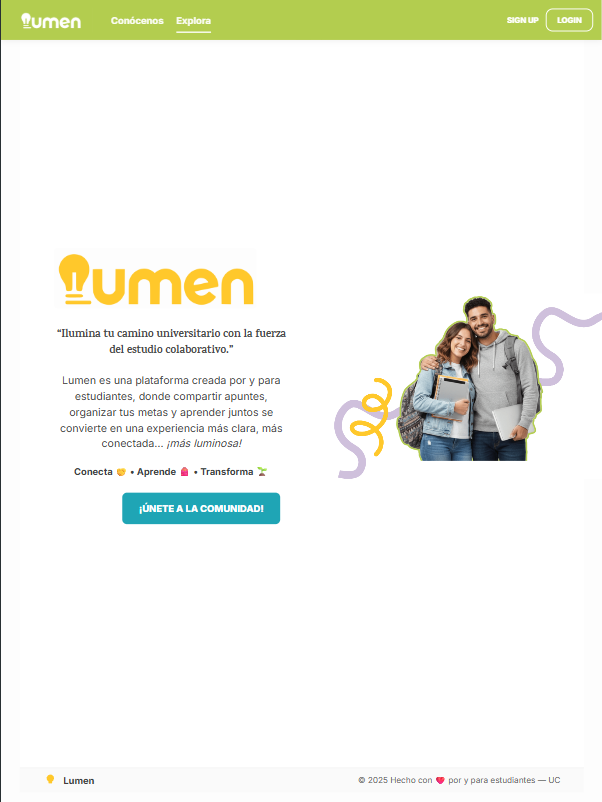 lumen
Conócenos
Explora
SIGN UP
LOGIN
lumen
“Ilumina tu camino universitario con la fuerza
del estudio colaborativo.”
Lumen es una plataforma creada por y para
estudiantes, donde compartir apuntes,
organizar tus metas y aprender juntos se
convierte en una experiencia más clara, más
conectada... ¡más luminosa!
Conecta 🤝 • Aprende 🎒 • Transforma 🌱
¡ÚNETE A LA COMUNIDAD!
Lumen
© 2025 Hecho con ❤️ por y para estudiantes — UC